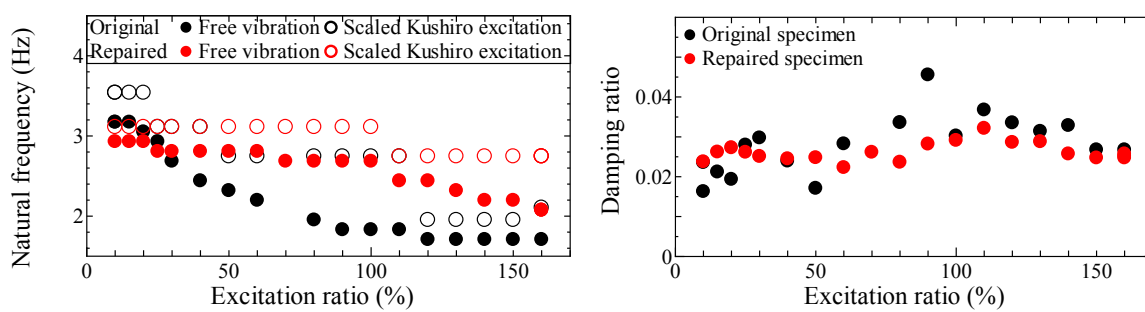 Original Free vibration Scaled Kushiro excitation
Repaired Free vibration Scaled Kushiro excitation
Natural frequency (Hz)
4
3
2
0 50 100 150
Excitation ratio (%)
Original specimen
Repaired specimen
Damping ratio
0.04
0.02
0
0 50 100 150
Excitation ratio (%)